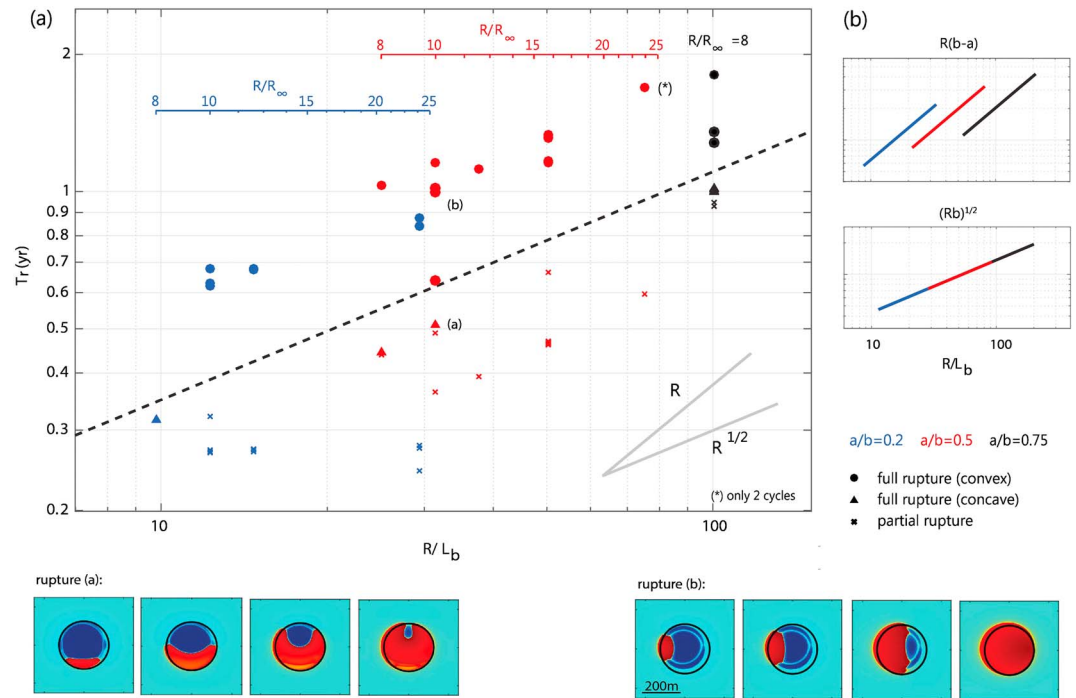 (a)
(b)
R/R∞
8 10 15 20 25
R/R∞ =8
R(b-a)
2
R/R∞
8 10 15 20 25
(*)
1
0.9
0.8
0.7
0.6
0.5
0.4
0.3
0.2
Tr (yr)
(b)
(a)
R
R1/2
(*) only 2 cycles
10
100
R/ Lb
(Rb)1/2
10
100
R/Lb
a/b=0.2 a/b=0.5 a/b=0.75
full rupture (convex)
full rupture (concave)
partial rupture
rupture (a):
rupture (b):
200m